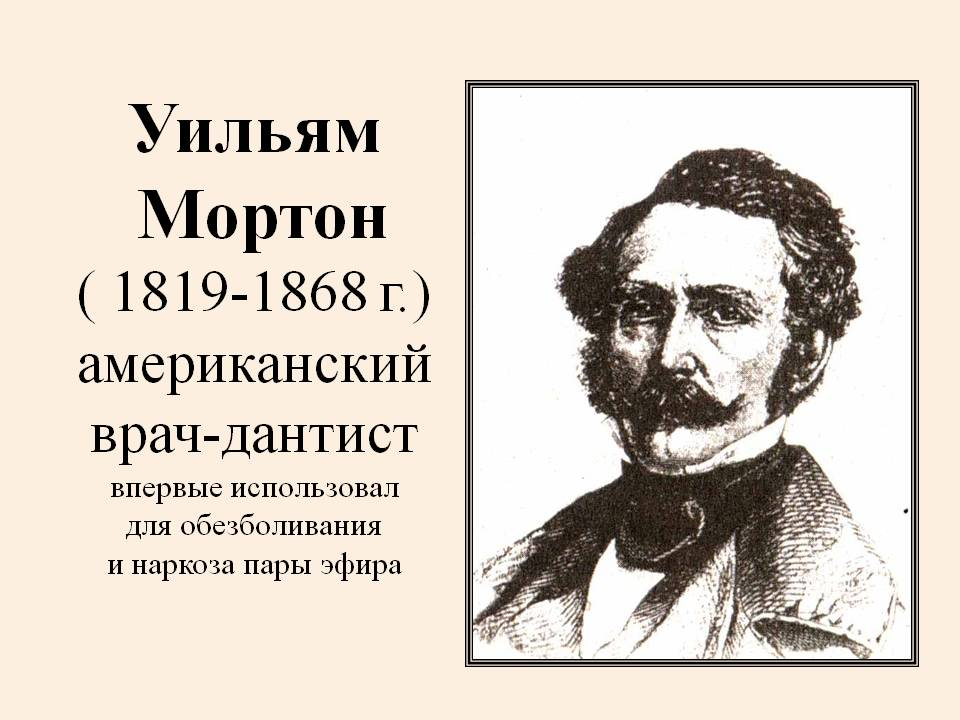 Уильям
Мортон
( 1819-1868 г.)
американский
врач-дантист
впервые использовал
для обезболивания
и наркоза пары эфира